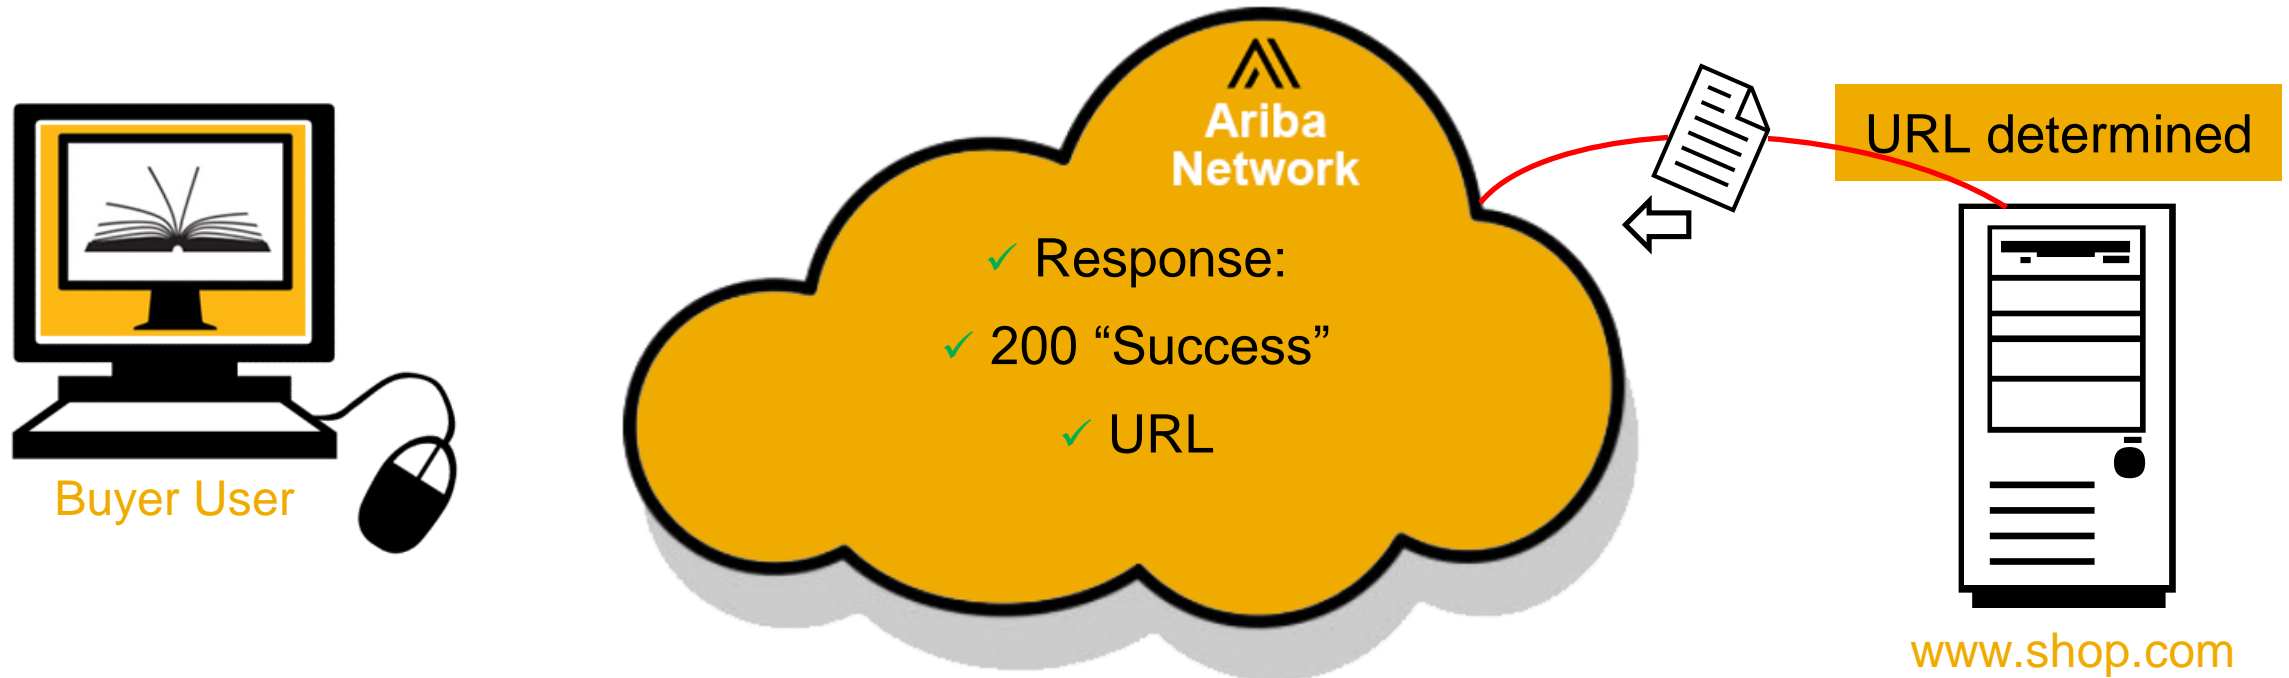 Ariba
Network
URL determined
✓ Response:
✓ 200 “Success”
✓ URL
Buyer User
www.shop.com